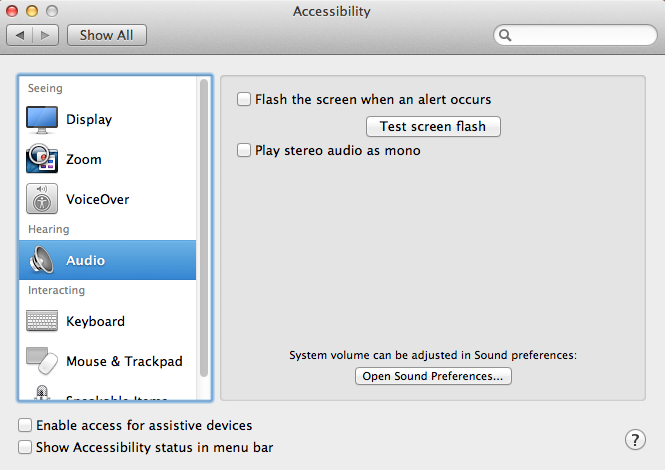 Accessibility
Show All
Seeing
Display
Zoom
VoiceOver
Hearing
Audio
Interacting
Keyboard
Mouse & Trackpad
Speakable Items
Flash the screen when an alert occurs
Test screen flash
Play stereo audio as mono
System volume can be adjusted in Sound preferences:
Open Sound Preferences...
Enable access for assistive devices
Show Accessibility status in menu bar
?